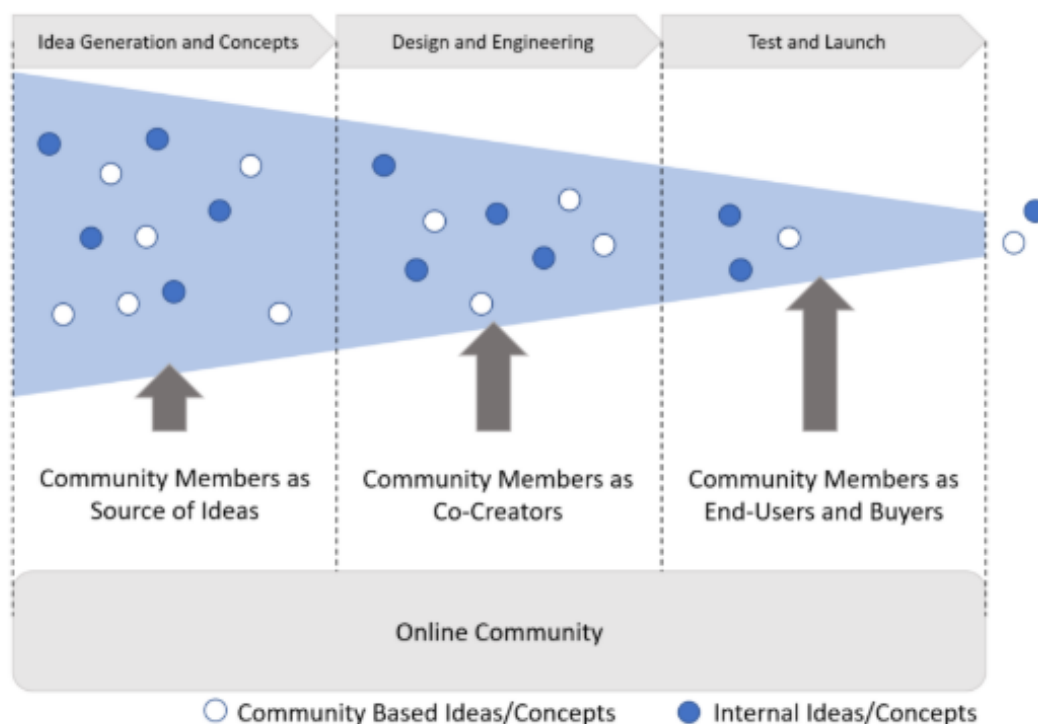 Idea Generation and Concepts
Design and Engineering
Test and Launch
Community Members as
Source of Ideas
Community Members as
Co-Creators
Community Members as
End-Users and Buyers
Online Community
Community Based Ideas/Concepts
Internal Ideas/Concepts